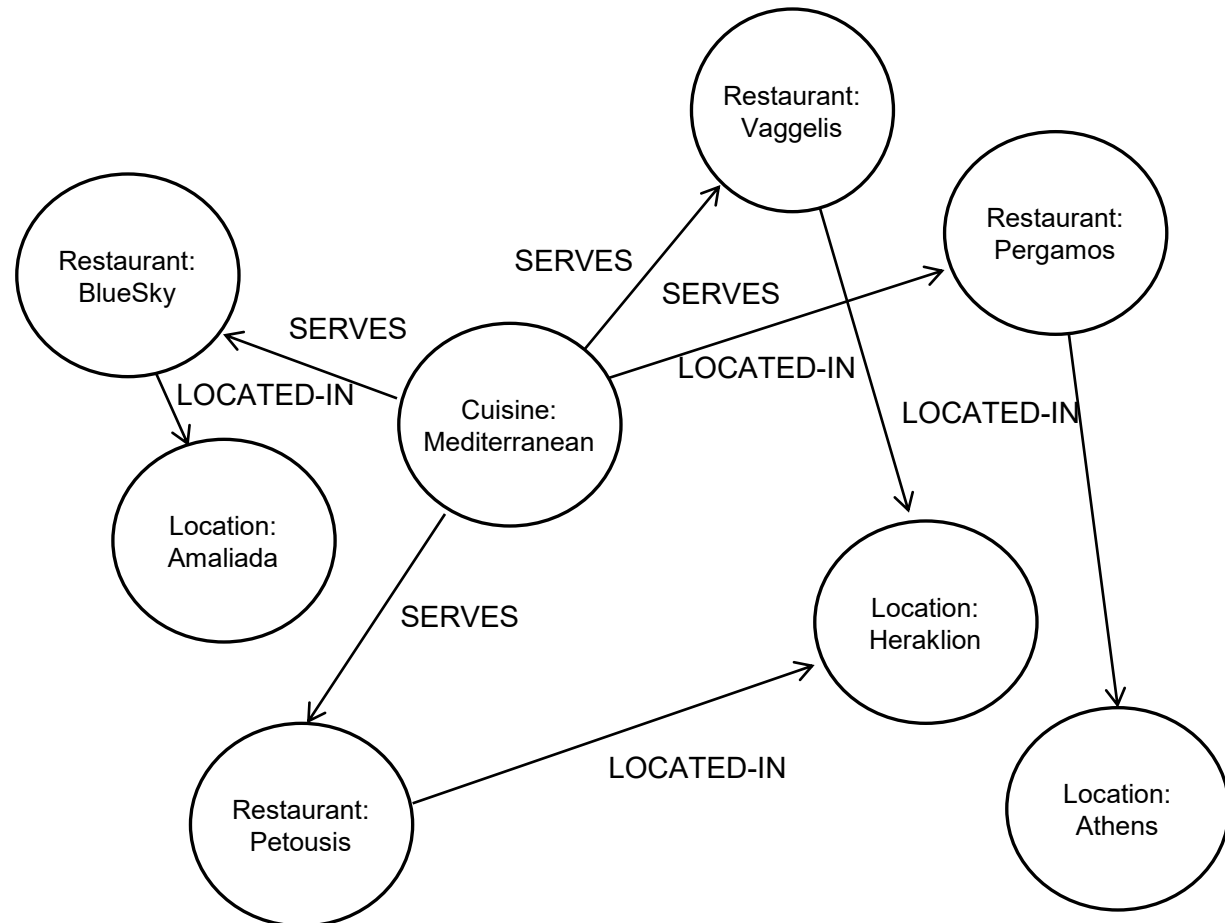 Restaurant:
Vaggelis
Restaurant:
Pergamos
Restaurant:
BlueSky
SERVES
SERVES
SERVES
LOCATED-IN
LOCATED-IN
LOCATED-IN
Cuisine:
Mediterranean
Location:
Amaliada
SERVES
Location:
Heraklion
LOCATED-IN
Restaurant:
Petousis
Location:
Athens